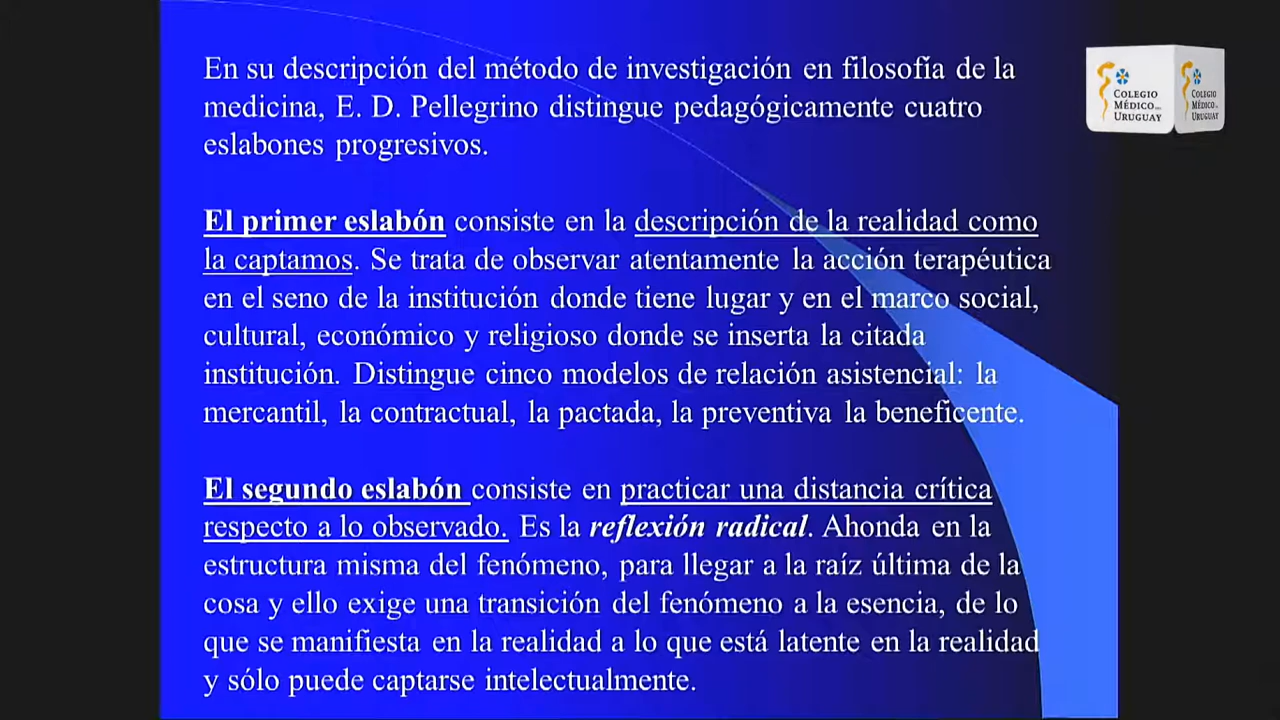 En su descripción del método de investigación en filosofía de la
medicina, E. D. Pellegrino distingue pedagógicamente cuatro
eslabones progresivos.
El primer eslabón consiste en la descripción de la realidad como
la captamos. Se trata de observar atentamente la acción terapéutica
en el seno de la institución donde tiene lugar y en el marco social,
cultural, económico y religioso donde se inserta la citada
institución. Distingue cinco modelos de relación asistencial: la
mercantil, la contractual, la pactada, la preventiva la beneficente.
El segundo eslabón consiste en practicar una distancia crítica
respecto a lo observado. Es la reflexión radical. Ahonda en la
estructura misma del fenómeno, para llegar a la raíz última de la
cosa y ello exige una transición del fenómeno a la esencia, de lo
que se manifiesta en la realidad a lo que está latente en la realidad
y sólo puede captarse intelectualmente.
COLEGIO
MÉDICO DEL
URUGUAY
COLEGIO
MÉDICO
URUGUAY